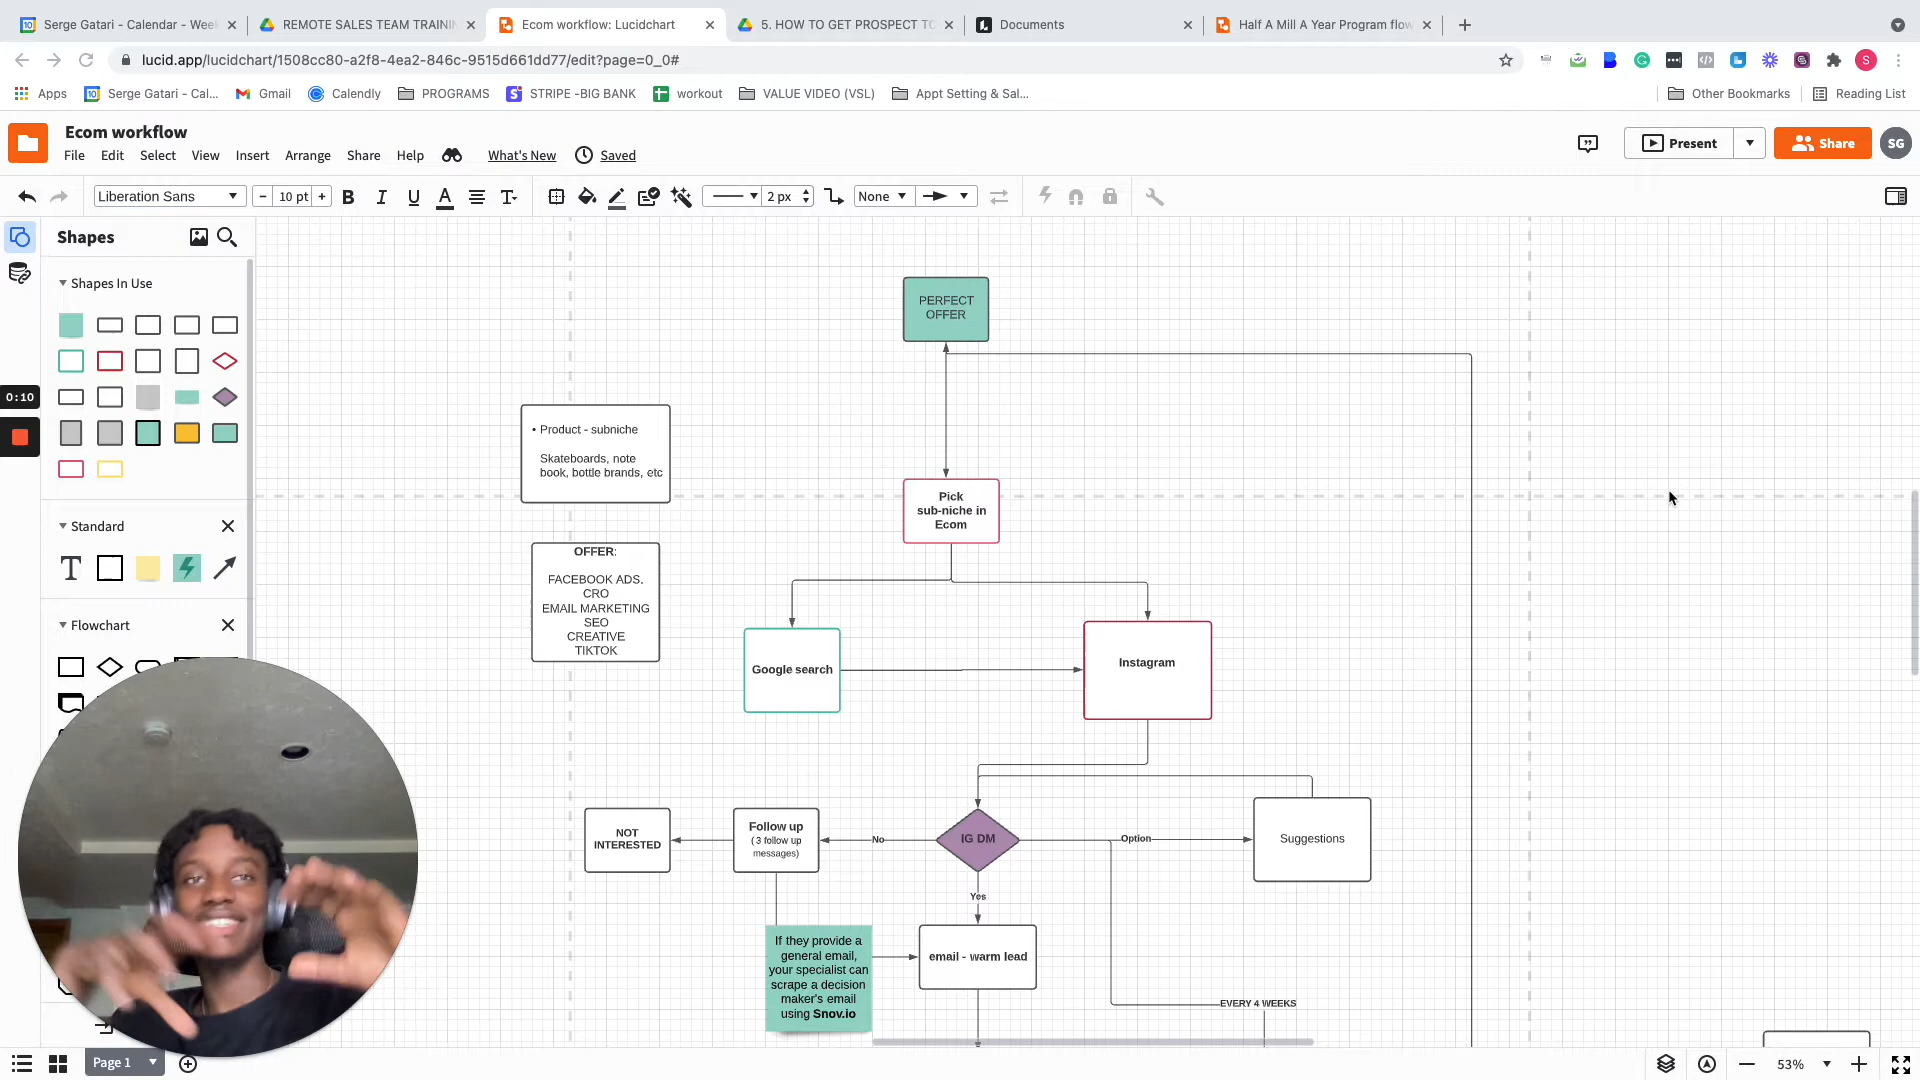 Serge Gatari - Calendar - Wee
REMOTE SALES TEAM TRAININ
Ecom workflow: Lucidchart
5. HOW TO GET PROSPECT TO
Documents
Half A Mill A Year Program flow
lucid.app/lucidchart/1508cc80-a2f8-4ea2-846c-9515d661dd77/edit?page=0_0#
S
Apps
Serge Gatari - Cal...
Gmail
Calendly
PROGRAMS
STRIPE -BIG BANK
workout
VALUE VIDEO (VSL)
Appt Setting & Sal...
Other Bookmarks
Reading List
Ecom workflow
File
Edit
Select
View
Insert
Arrange
Share
Help
What's New
Saved
Present
Share
SG
Liberation Sans
10 pt
B
I
U
A
2 px
None
Shapes
Shapes In Use
0:10
Standard
T
Flowchart
PERFECT
OFFER
• Product - subniche
Skateboards, note
book, bottle brands, etc
Pick
sub-niche in
Ecom
OFFER:
FACEBOOK ADS.
CRO
EMAIL MARKETING
SEO
CREATIVE
TIKTOK
Google search
Instagram
NOT
INTERESTED
Follow up
( 3 follow up
messages)
No
IG DM
Option
Suggestions
Yes
If they provide a
general email,
your specialist can
scrape a decision
maker's email
using Snov.io
email - warm lead
EVERY 4 WEEKS
Page 1
53%